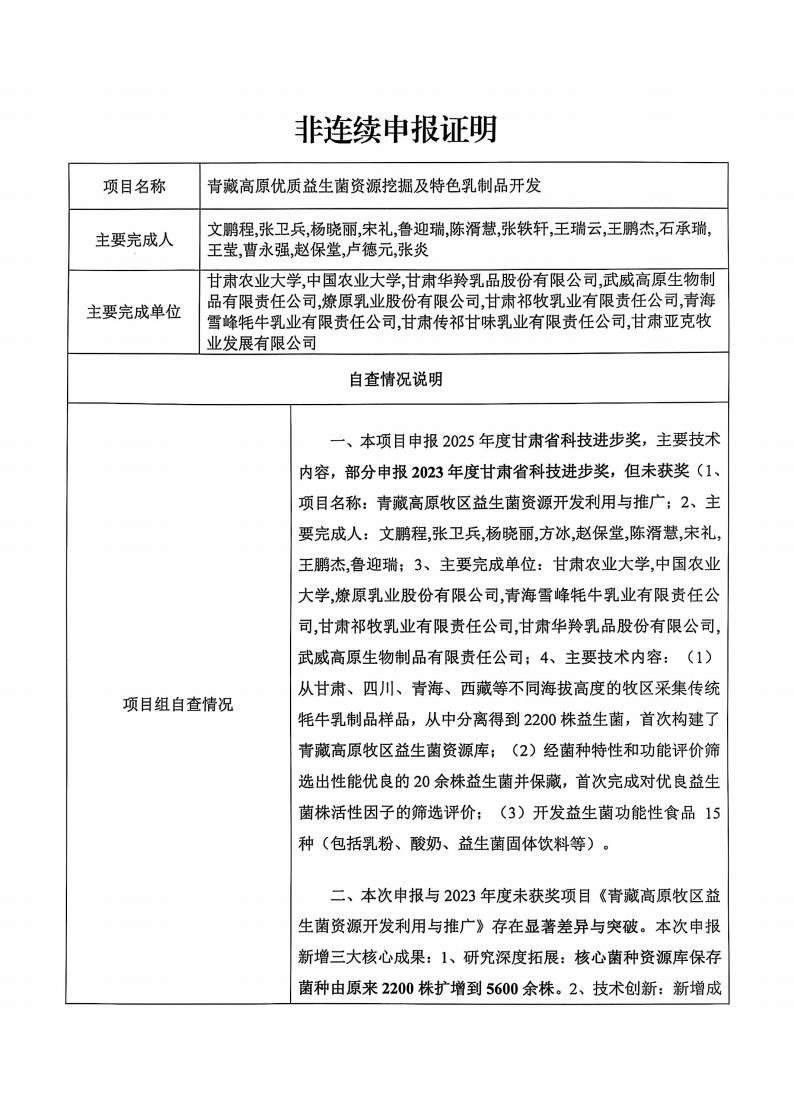 非连续申报证明
项目名称
青藏高原优质益生菌资源挖掘及特色乳制品开发
主要完成人
文鹏程,张卫兵,杨晓丽,宋礼,鲁迎瑞,陈湑慧,张轶轩,王瑞云,王鹏杰,石承瑞,
王莹,曹永强,赵保堂,卢德元,张炎
主要完成单位
甘肃农业大学,中国农业大学,甘肃华羚乳品股份有限公司,武威高原生物制
品有限责任公司,燎原乳业股份有限公司,甘肃祁牧乳业有限责任公司,青海
雪峰牦牛乳业有限责任公司,甘肃传祁甘味乳业有限责任公司,甘肃亚克牧
业发展有限公司
自查情况说明
项目组自查情况
一、本项目申报 2025 年度甘肃省科技进步奖，主要技术
内容，部分申报 2023 年度甘肃省科技进步奖，但未获奖（1、
项目名称：青藏高原牧区益生菌资源开发利用与推广；2、主
要完成人：文鹏程,张卫兵,杨晓丽,方冰,赵保堂,陈湑慧,宋礼,
王鹏杰,鲁迎瑞；3、主要完成单位：甘肃农业大学,中国农业
大学,燎原乳业股份有限公司,青海雪峰牦牛乳业有限责任公
司,甘肃祁牧乳业有限责任公司,甘肃华羚乳品股份有限公司,
武威高原生物制品有限责任公司；4、主要技术内容：（1）
从甘肃、四川、青海、西藏等不同海拔高度的牧区采集传统
牦牛乳制品样品，从中分离得到 2200 株益生菌，首次构建了
青藏高原牧区益生菌资源库；（2）经菌种特性和功能评价筛
选出性能优良的 20 余株益生菌并保藏，首次完成对优良益生
菌株活性因子的筛选评价；（3）开发益生菌功能性食品 15
种（包括乳粉、酸奶、益生菌固体饮料等）。
二、本次申报与 2023 年度未获奖项目《青藏高原牧区益
生菌资源开发利用与推广》存在显著差异与突破。本次申报
新增三大核心成果：1、研究深度拓展：核心菌种资源库保存
菌种由原来 2200 株扩增到 5600 余株。2、技术创新：新增成